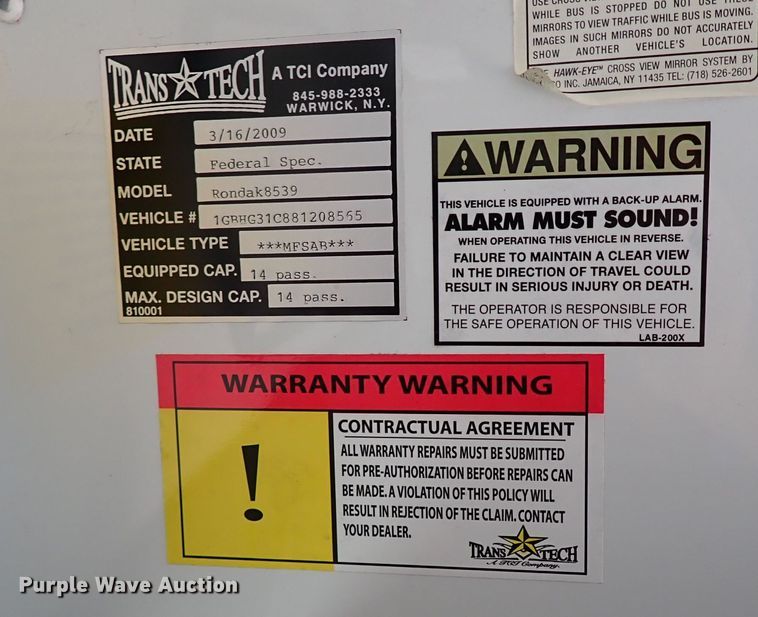 USE CROSS VIEW
WHILE BUS IS STOPPED DO NOT USE THESE
MIRRORS TO VIEW TRAFFIC WHILE BUS IS MOVING.
IMAGES IN SUCH MIRRORS DO NOT ACCURATELY
SHOW ANOTHER VEHICLE'S LOCATION.
HAWK-EYE™ CROSS VIEW MIRROR SYSTEM BY
CO INC. JAMAICA, NY 11435 TEL: (718) 526-2601
TRANS TECH A TCI Company
845-988-2333
WARWICK, N.Y.
DATE 3/16/2009
STATE Federal Spec.
MODEL Rondak8539
VEHICLE # 1GBHG31C881208565
VEHICLE TYPE ***MFSAB***
EQUIPPED CAP. 14 pass.
MAX. DESIGN CAP. 14 pass.
810001
WARNING
THIS VEHICLE IS EQUIPPED WITH A BACK-UP ALARM.
ALARM MUST SOUND!
WHEN OPERATING THIS VEHICLE IN REVERSE.
FAILURE TO MAINTAIN A CLEAR VIEW
IN THE DIRECTION OF TRAVEL COULD
RESULT IN SERIOUS INJURY OR DEATH.
THE OPERATOR IS RESPONSIBLE FOR
THE SAFE OPERATION OF THIS VEHICLE.
LAB-200X
WARRANTY WARNING
!
CONTRACTUAL AGREEMENT
ALL WARRANTY REPAIRS MUST BE SUBMITTED
FOR PRE-AUTHORIZATION BEFORE REPAIRS CAN
BE MADE. A VIOLATION OF THIS POLICY WILL
RESULT IN REJECTION OF THE CLAIM. CONTACT
YOUR DEALER.
TRANS TECH
A TCI Company
Purple Wave Auction